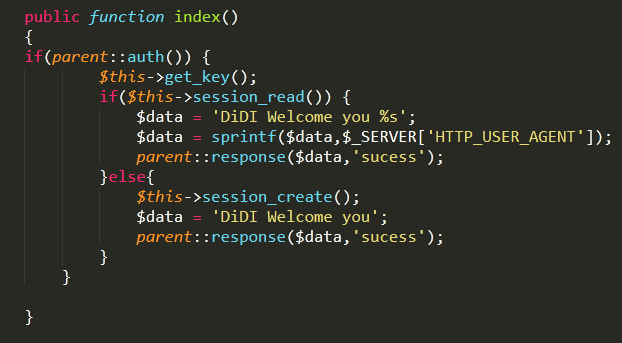 public function index()
{
if(parent::auth()) {
$this->get_key();
if($this->session_read()) {
$data = 'DiDI Welcome you %s';
$data = sprintf($data,$_SERVER['HTTP_USER_AGENT']);
parent::response($data,'sucess');
}else{
$this->session_create();
$data = 'DiDI Welcome you';
parent::response($data,'sucess');
}
}
}